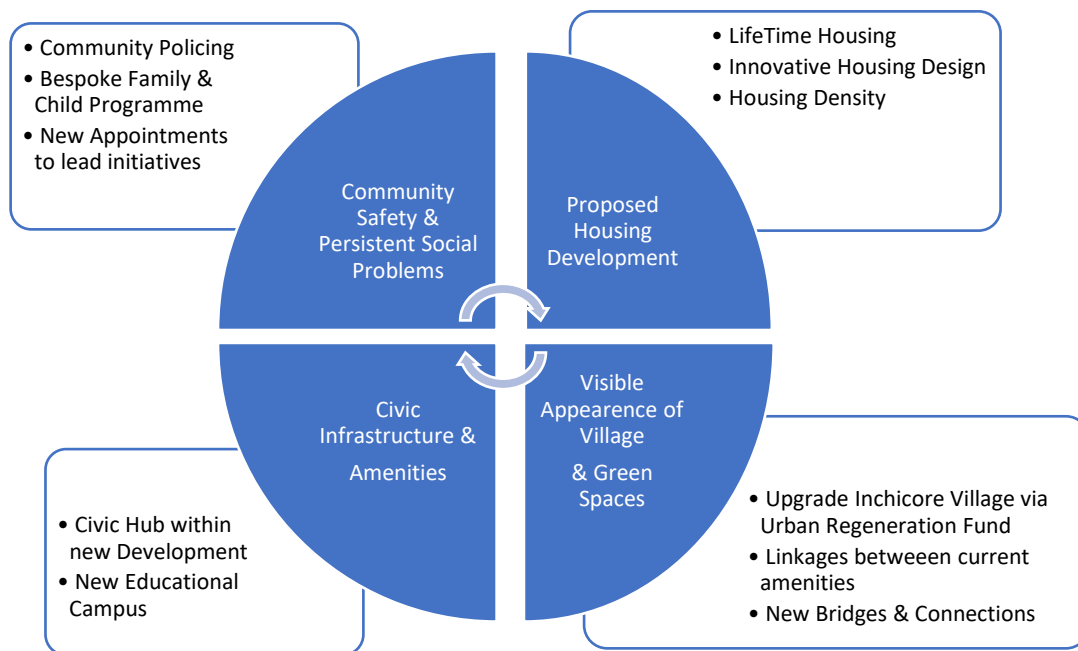 • Community Policing
• Bespoke Family &
Child Programme
• New Appointments
to lead initiatives
• LifeTime Housing
• Innovative Housing Design
• Housing Density
Community
Safety &
Persistent Social
Problems
Proposed
Housing
Development
Civic
Infrastructure &
Amenities
Visible
Appearence of
Village
& Green
Spaces
• Civic Hub within
new Development
• New Educational
Campus
• Upgrade Inchicore Village via
Urban Regeneration Fund
• Linkages betweeen current
amenities
• New Bridges & Connections